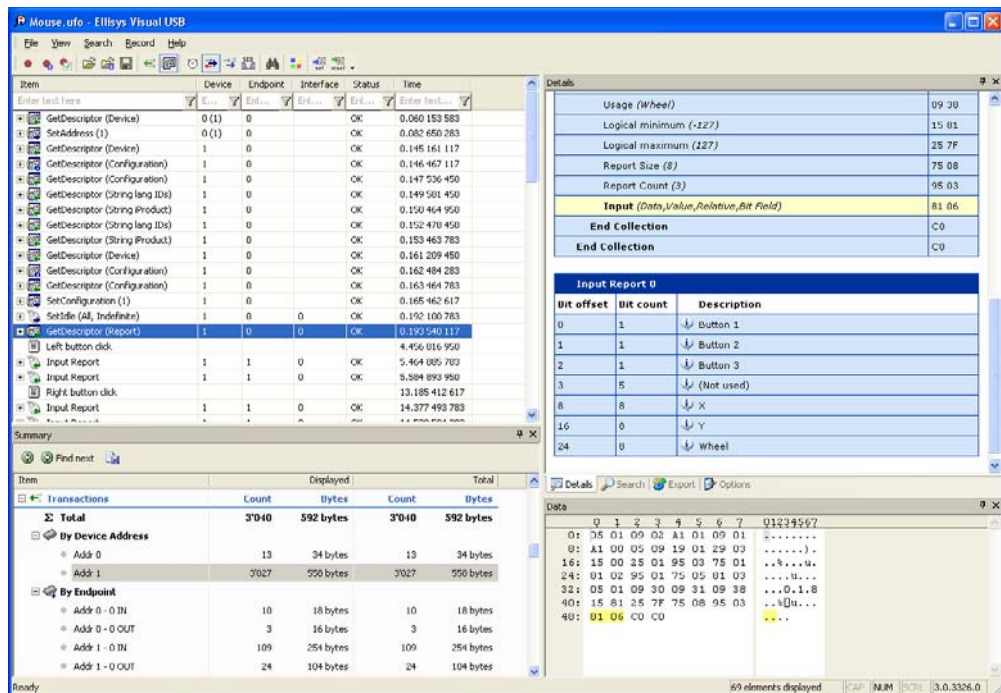 Mouse.ufo - Ellisys Visual USB
File View Search Record Help
Item Device Endpoint Interface Status Time
Enter text here E... Ent... Ent... Ent... Enter text...
GetDescriptor (Device) 0 (1) 0 OK 0.060 153 583
SetAddress (1) 0 (1) 0 OK 0.082 650 283
GetDescriptor (Device) 1 0 OK 0.145 161 117
GetDescriptor (Configuration) 1 0 OK 0.146 467 117
GetDescriptor (Configuration) 1 0 OK 0.147 536 450
GetDescriptor (String lang IDs) 1 0 OK 0.149 501 450
GetDescriptor (String iProduct) 1 0 OK 0.150 464 950
GetDescriptor (String lang IDs) 1 0 OK 0.152 478 450
GetDescriptor (String iProduct) 1 0 OK 0.153 463 783
GetDescriptor (Device) 1 0 OK 0.161 209 450
GetDescriptor (Configuration) 1 0 OK 0.162 484 283
GetDescriptor (Configuration) 1 0 OK 0.163 464 783
SetConfiguration (1) 1 0 OK 0.165 462 617
SetIdle (All, Indefinite) 1 0 0 OK 0.192 100 783
GetDescriptor (Report) 1 0 0 OK 0.193 540 117
Left button click 4.456 016 950
Input Report 1 1 0 OK 5.464 885 783
Input Report 1 1 0 OK 5.584 893 950
Right button click 13.185 412 617
Input Report 1 1 0 OK 14.377 493 783
Summary
Find next
Item Displayed Total
Transactions Count Bytes Count Bytes
Σ Total 3'040 592 bytes 3'040 592 bytes
By Device Address
Addr 0 13 34 bytes 13 34 bytes
Addr 1 3'027 558 bytes 3'027 558 bytes
By Endpoint
Addr 0 - 0 IN 10 18 bytes 10 18 bytes
Addr 0 - 0 OUT 3 16 bytes 3 16 bytes
Addr 1 - 0 IN 109 254 bytes 109 254 bytes
Addr 1 - 0 OUT 24 104 bytes 24 104 bytes
Ready
Details
Usage (Wheel) 09 38
Logical minimum (-127) 15 81
Logical maximum (127) 25 7F
Report Size (8) 75 08
Report Count (3) 95 03
Input (Data,Value,Relative,Bit Field) 81 06
End Collection C0
End Collection C0
Input Report 0
Bit offset Bit count Description
0 1 Button 1
1 1 Button 2
2 1 Button 3
3 5 (Not used)
8 8 X
16 8 Y
24 8 Wheel
Details Search Export Options
Data
0 1 2 3 4 5 6 7 01234567
0: 05 01 09 02 A1 01 09 01 ........
8: A1 00 05 09 19 01 29 03 ......).
16: 15 00 25 01 95 03 75 01 ..%...u.
24: 81 02 95 01 75 05 81 03 ....u...
32: 05 01 09 30 09 31 09 38 ...0.1.8
40: 15 81 25 7F 75 08 95 03 ..%▯u...
48: 81 06 C0 C0 ....
69 elements displayed CAP NUM SCRL 3.0.3326.0